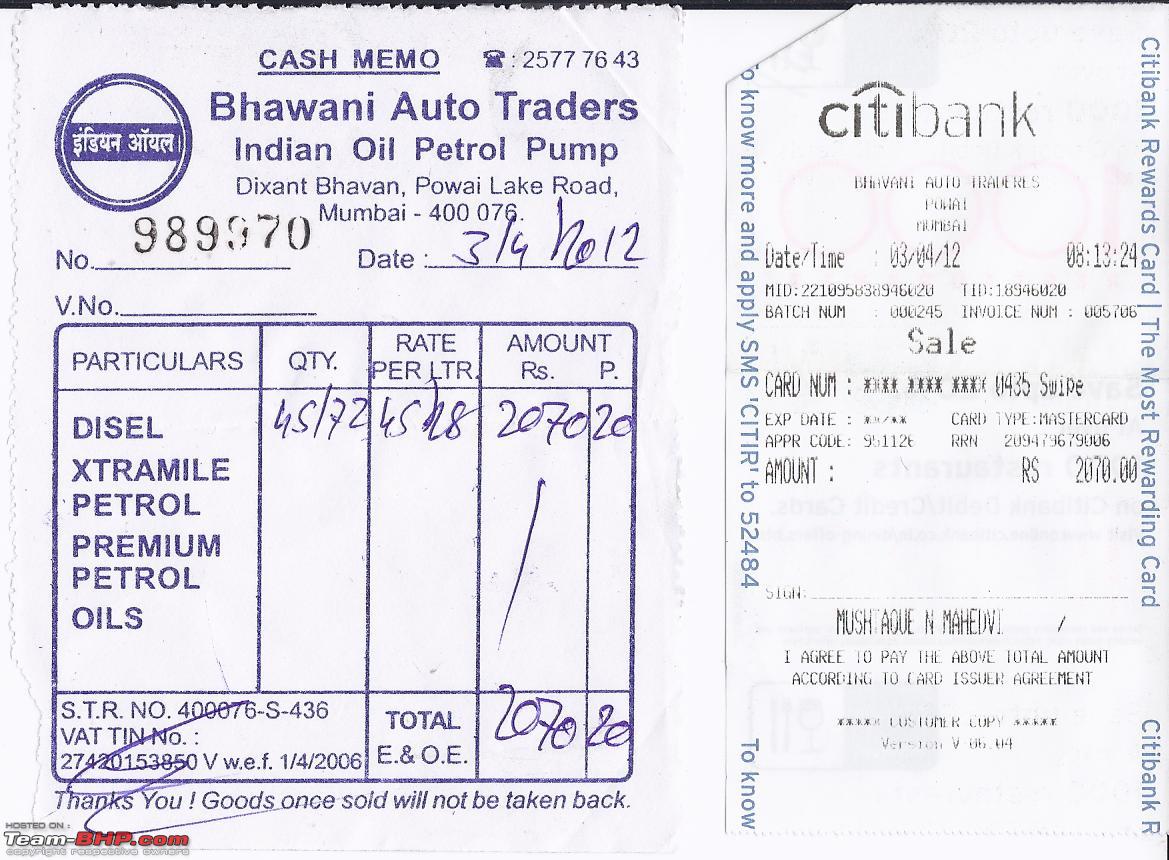 CASH MEMO ☎: 2577 76 43
Bhawani Auto Traders
इंडियन ऑयल
Indian Oil Petrol Pump
Dixant Bhavan, Powai Lake Road,
Mumbai - 400 076.
No. 989970 Date : 3/4/2012
V.No.
PARTICULARS QTY. RATE PER LTR. AMOUNT Rs. P.
DISEL 45/72 45 28 2070 20
XTRAMILE
PETROL
PREMIUM
PETROL
OILS
S.T.R. NO. 400076-S-436
VAT TIN No. :
27420153850 V w.e.f. 1/4/2006
TOTAL 2070 20
E.& O.E.
Thanks You ! Goods once sold will not be taken back.
HOSTED ON :
Team-BHP.com
copyright respective owners
citibank
BHAVANI AUTO TRADERES
POWAI
MUMBAI
Date/Time : 03/04/12 08:13:24
MID:221095838946020 TID:18946020
BATCH NUM : 000245 INVOICE NUM : 005706
Sale
CARD NUM : **** **** **** 0435 Swipe
EXP DATE : **/** CARD TYPE:MASTERCARD
APPR CODE: 951126 RRN 209479679006
AMOUNT : RS 2070.00
SIGN:
MUSHTAQUE N MAHEDVI /
I AGREE TO PAY THE ABOVE TOTAL AMOUNT
ACCORDING TO CARD ISSUER AGREEMENT
***** CUSTOMER COPY *****
Version V 06.04
to know more and apply SMS 'CITIR' to 52484
To know
Citibank Rewards Card | The Most Rewarding Card
Citibank R